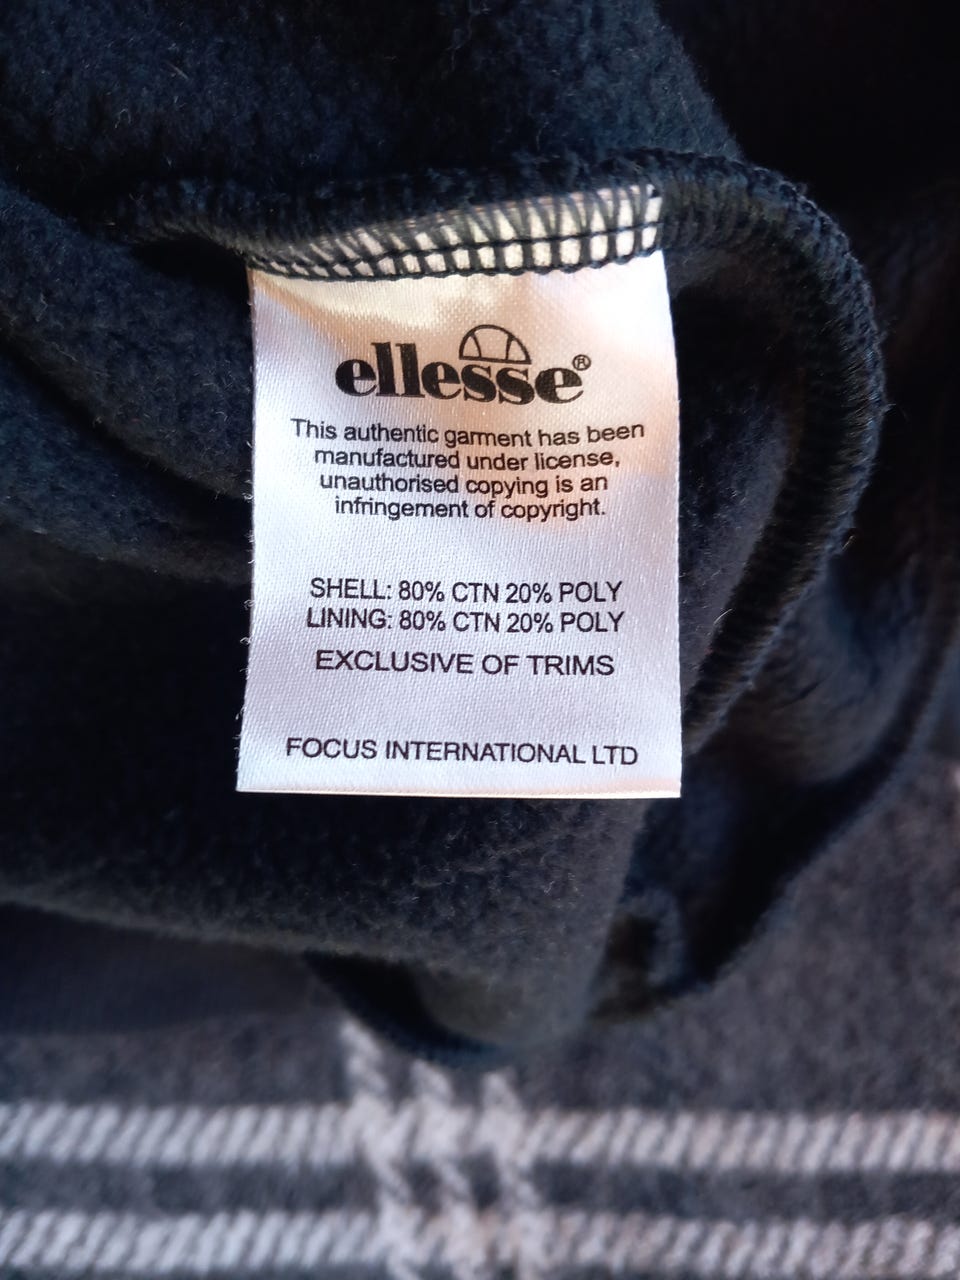 ellesse®
This authentic garment has been
manufactured under license,
unauthorised copying is an
infringement of copyright.
SHELL: 80% CTN 20% POLY
LINING: 80% CTN 20% POLY
EXCLUSIVE OF TRIMS
FOCUS INTERNATIONAL LTD